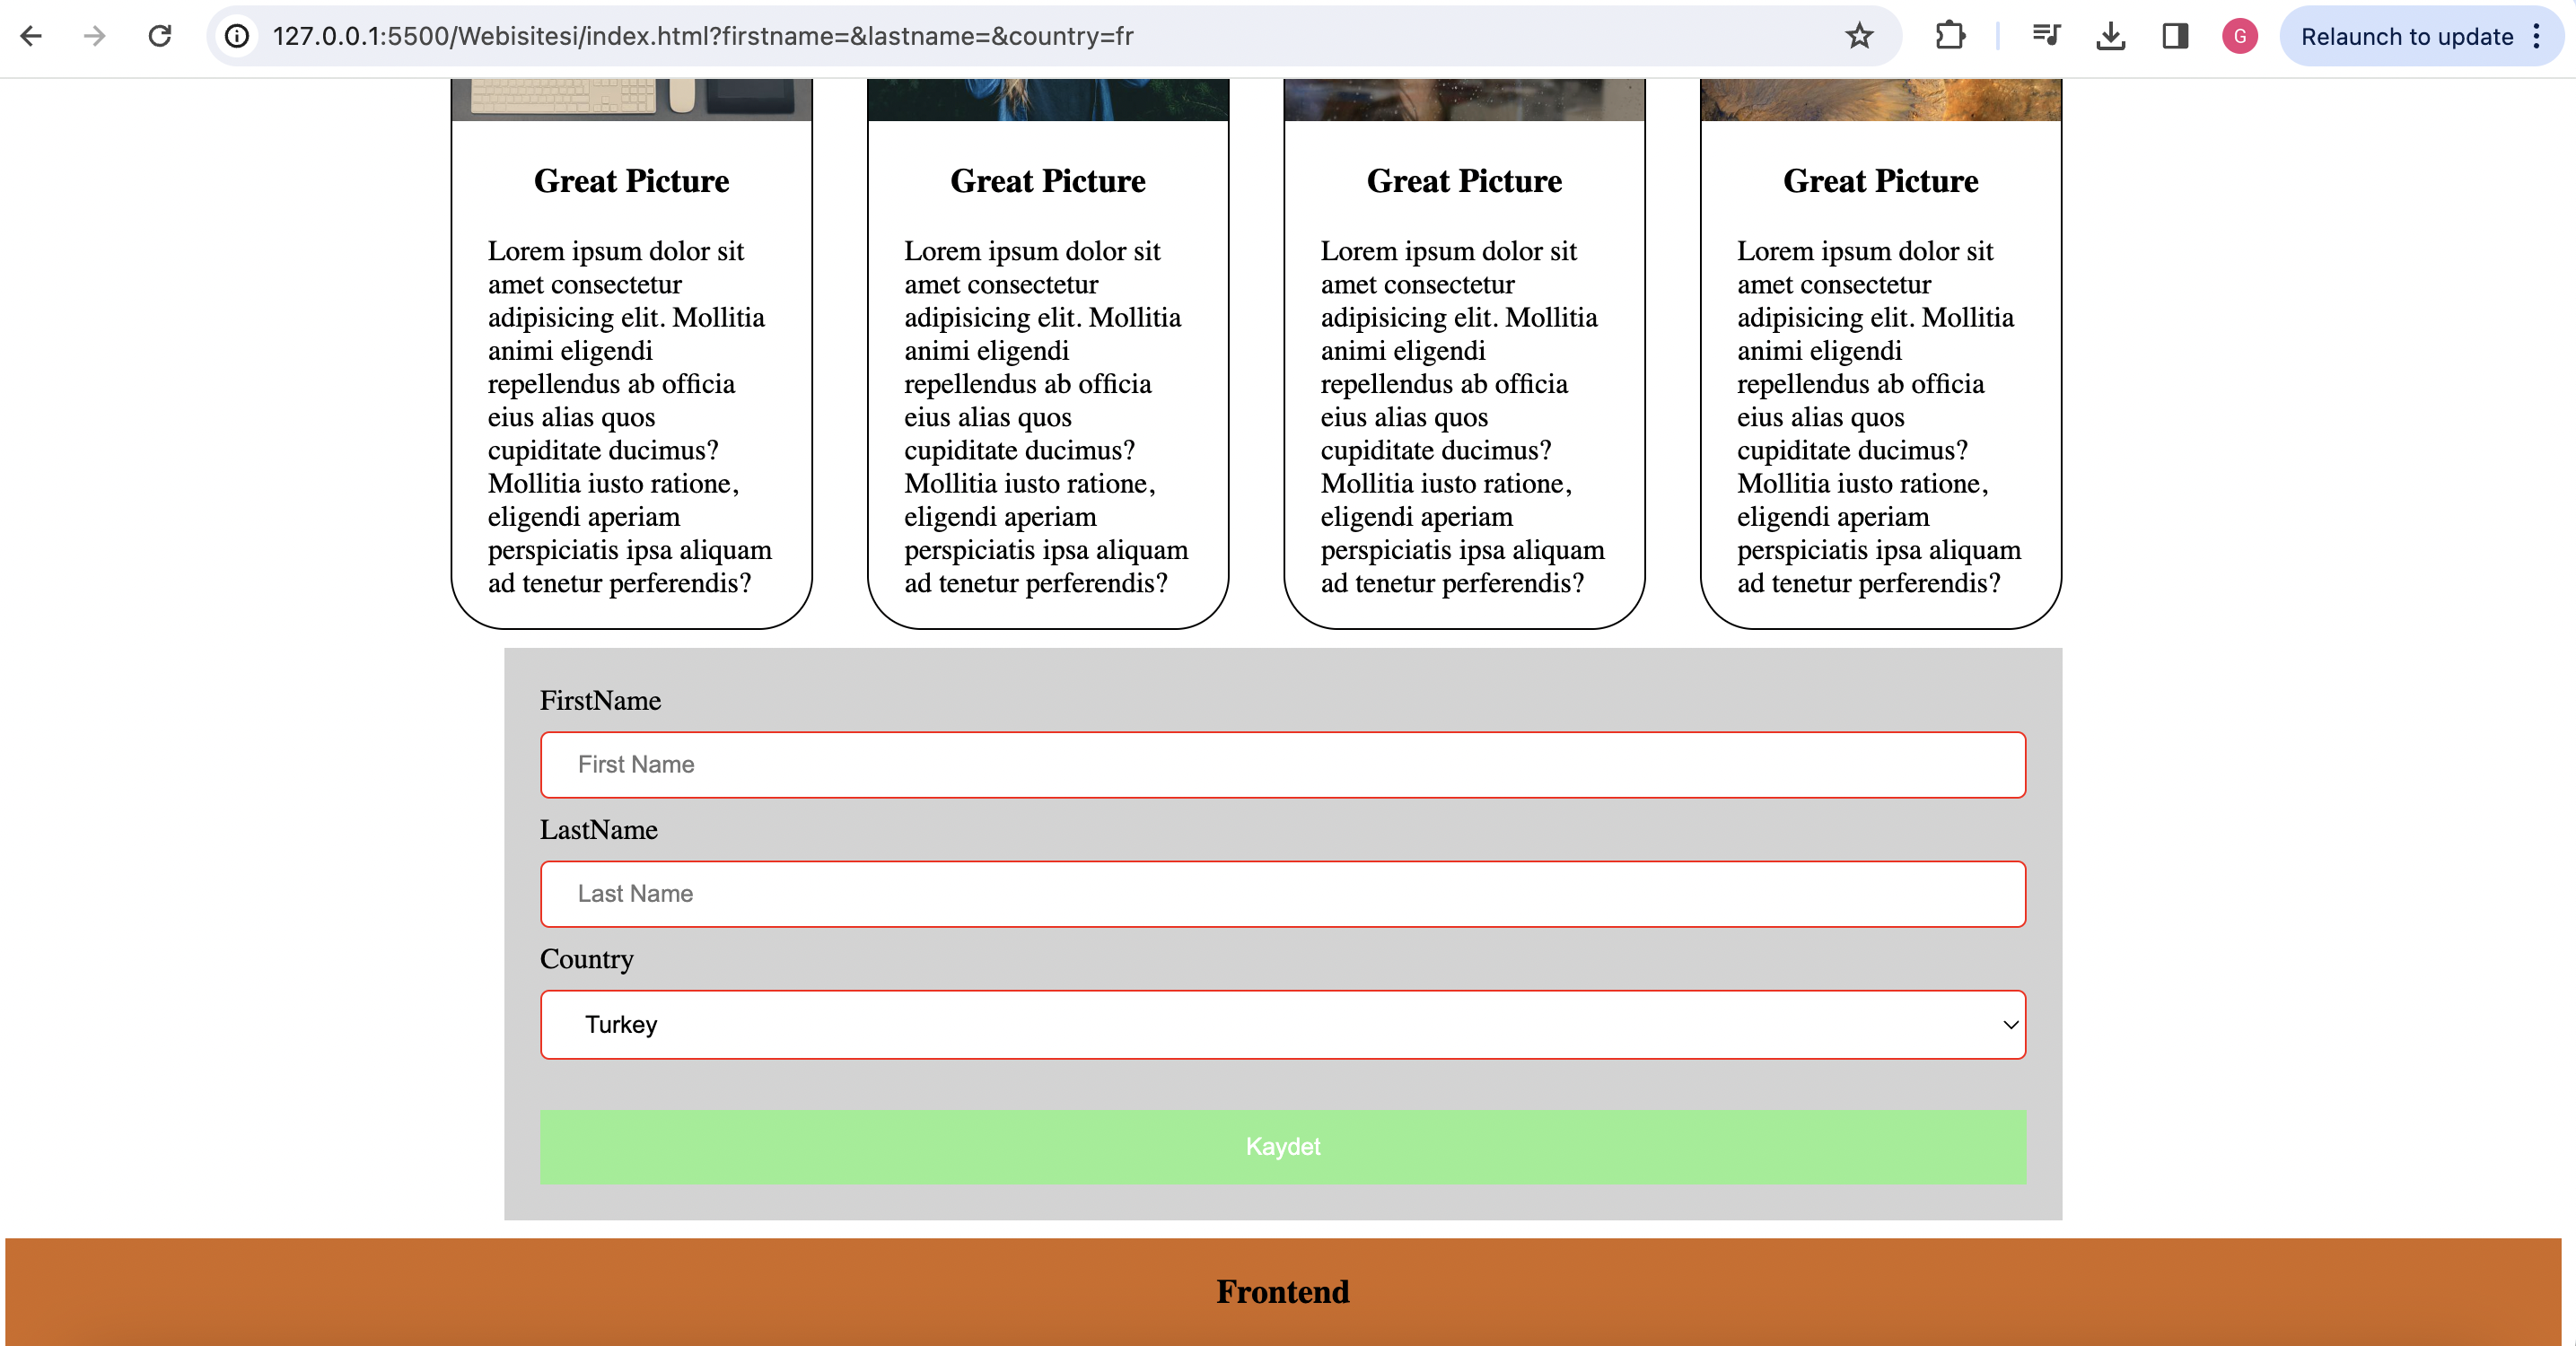 127.0.0.1:5500/Webisitesi/index.html?firstname=&lastname=&country=fr
G
Relaunch to update
Great Picture
Lorem ipsum dolor sit
amet consectetur
adipisicing elit. Mollitia
animi eligendi
repellendus ab officia
eius alias quos
cupiditate ducimus?
Mollitia iusto ratione,
eligendi aperiam
perspiciatis ipsa aliquam
ad tenetur perferendis?
Great Picture
Lorem ipsum dolor sit
amet consectetur
adipisicing elit. Mollitia
animi eligendi
repellendus ab officia
eius alias quos
cupiditate ducimus?
Mollitia iusto ratione,
eligendi aperiam
perspiciatis ipsa aliquam
ad tenetur perferendis?
Great Picture
Lorem ipsum dolor sit
amet consectetur
adipisicing elit. Mollitia
animi eligendi
repellendus ab officia
eius alias quos
cupiditate ducimus?
Mollitia iusto ratione,
eligendi aperiam
perspiciatis ipsa aliquam
ad tenetur perferendis?
Great Picture
Lorem ipsum dolor sit
amet consectetur
adipisicing elit. Mollitia
animi eligendi
repellendus ab officia
eius alias quos
cupiditate ducimus?
Mollitia iusto ratione,
eligendi aperiam
perspiciatis ipsa aliquam
ad tenetur perferendis?
FirstName
First Name
LastName
Last Name
Country
Turkey
Kaydet
Frontend